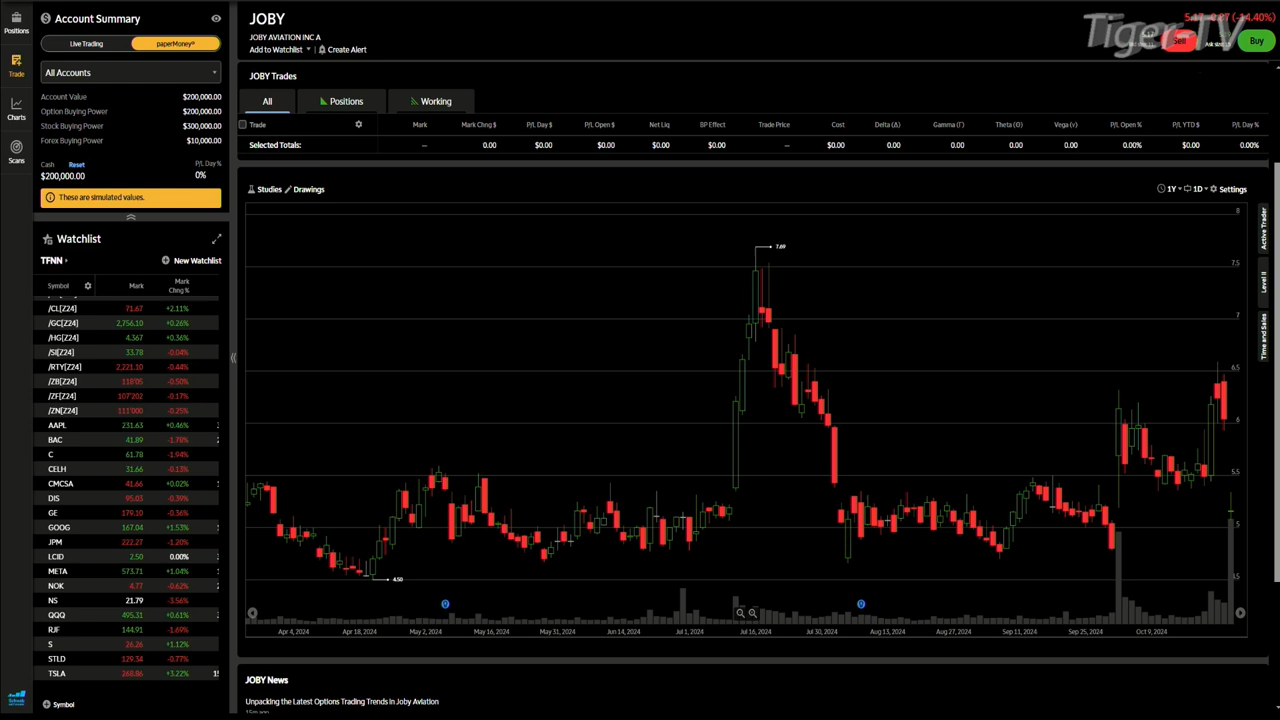 Positions
Trade
Charts
Scans
Account Summary
Live Trading
paperMoney®
All Accounts
Account Value $200,000.00
Option Buying Power $200,000.00
Stock Buying Power $300,000.00
Forex Buying Power $10,000.00
Cash Reset P/L Day %
$200,000.00 0%
These are simulated values.
Watchlist
TFNN
New Watchlist
Symbol Mark Mark Chng %
/CL[Z24] 71.67 +2.11%
/GC[Z24] 2,756.10 +0.26%
/HG[Z24] 4.367 +0.36%
/SI[Z24] 33.78 -0.04%
/RTY[Z24] 2,221.10 -0.44%
/ZB[Z24] 118'05 -0.50%
/ZF[Z24] 107'202 -0.17%
/ZN[Z24] 111'000 -0.25%
AAPL 231.63 +0.46%
BAC 41.89 -1.78%
C 61.78 -1.94%
CELH 31.66 -0.13%
CMCSA 41.66 +0.02%
DIS 95.03 -0.39%
GE 179.10 -0.36%
GOOG 167.04 +1.53%
JPM 222.27 -1.20%
LCID 2.50 0.00%
META 573.71 +1.04%
NOK 4.77 -0.62%
NS 21.79 -3.56%
QQQ 495.31 +0.61%
RJF 144.91 -1.69%
S 26.26 +1.12%
STLD 129.34 -0.77%
TSLA 268.86 +3.22%
Symbol
JOBY
JOBY AVIATION INC A
Add to Watchlist Create Alert
Tiger-TV
(-14.40%)
Sell
Buy
JOBY Trades
All Positions Working
Trade Mark Mark Chng $ P/L Day $ P/L Open $ Net Liq BP Effect Trade Price Cost Delta (Δ) Gamma (Γ) Theta (Θ) Vega (v) P/L Open % P/L YTD $ P/L Day %
Selected Totals: — 0.00 $0.00 $0.00 $0.00 $0.00 — $0.00 0.00 0.00 0.00 0.00 0.00% $0.00 0.00%
Studies Drawings
1Y 1D Settings
8
7.69
7.5
7
6.5
6
5.5
5
4.50
Apr 4, 2024 Apr 18, 2024 May 2, 2024 May 16, 2024 May 31, 2024 Jun 14, 2024 Jul 1, 2024 Jul 16, 2024 Jul 30, 2024 Aug 13, 2024 Aug 27, 2024 Sep 11, 2024 Sep 25, 2024 Oct 9, 2024
Active Trader
Level II
Time and Sales
JOBY News
Unpacking the Latest Options Trading Trends in Joby Aviation
15m ago